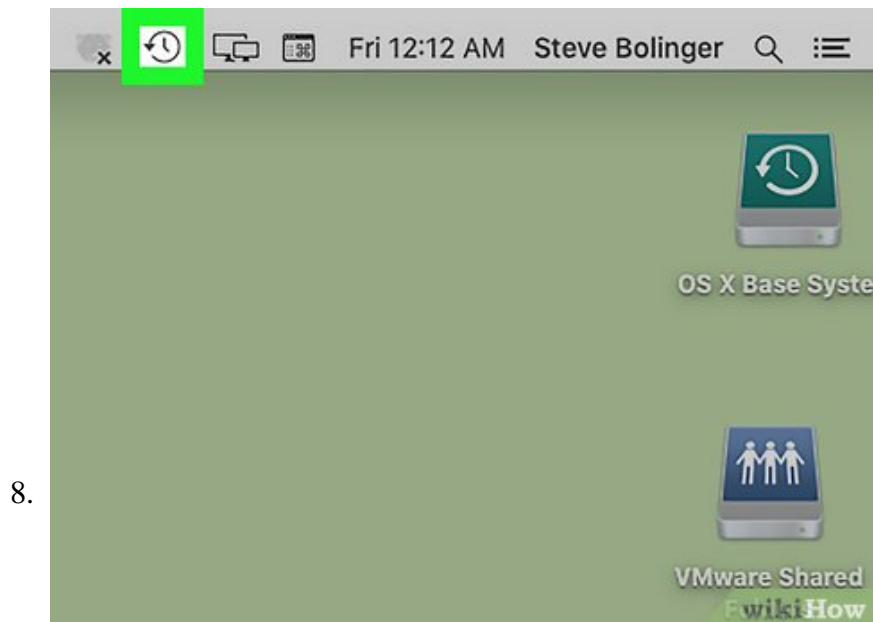 Fri 12:12 AM Steve Bolinger
OS X Base Syste
8.
VMware Shared
wikiHow